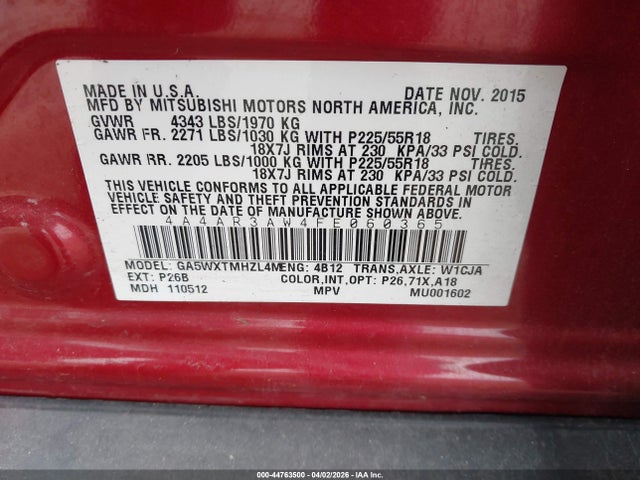 MADE IN U.S.A. DATE NOV. 2015
MFD BY MITSUBISHI MOTORS NORTH AMERICA, INC.
GVWR 4343 LBS/1970 KG
GAWR FR. 2271 LBS/1030 KG WITH P225/55R18 TIRES.
18X7J RIMS AT 230 KPA/33 PSI COLD.
GAWR RR. 2205 LBS/1000 KG WITH P225/55R18 TIRES.
18X7J RIMS AT 230 KPA/33 PSI COLD.
THIS VEHICLE CONFORMS TO ALL APPLICABLE FEDERAL MOTOR
VEHICLE SAFETY AND THEFT PREVENTION STANDARDS IN
EFFECT ON THE DATE OF MANUFACTURE SHOWN ABOVE.
4A4AR3AW4FE060365
MODEL: GA5WXTMHZL4M ENG: 4B12 TRANS,AXLE: W1CJA
EXT: P26B COLOR,INT,OPT: P26,71X,A18
MDH 110512 MPV MU001602
000-44763500 - 04/02/2026 - IAA Inc.